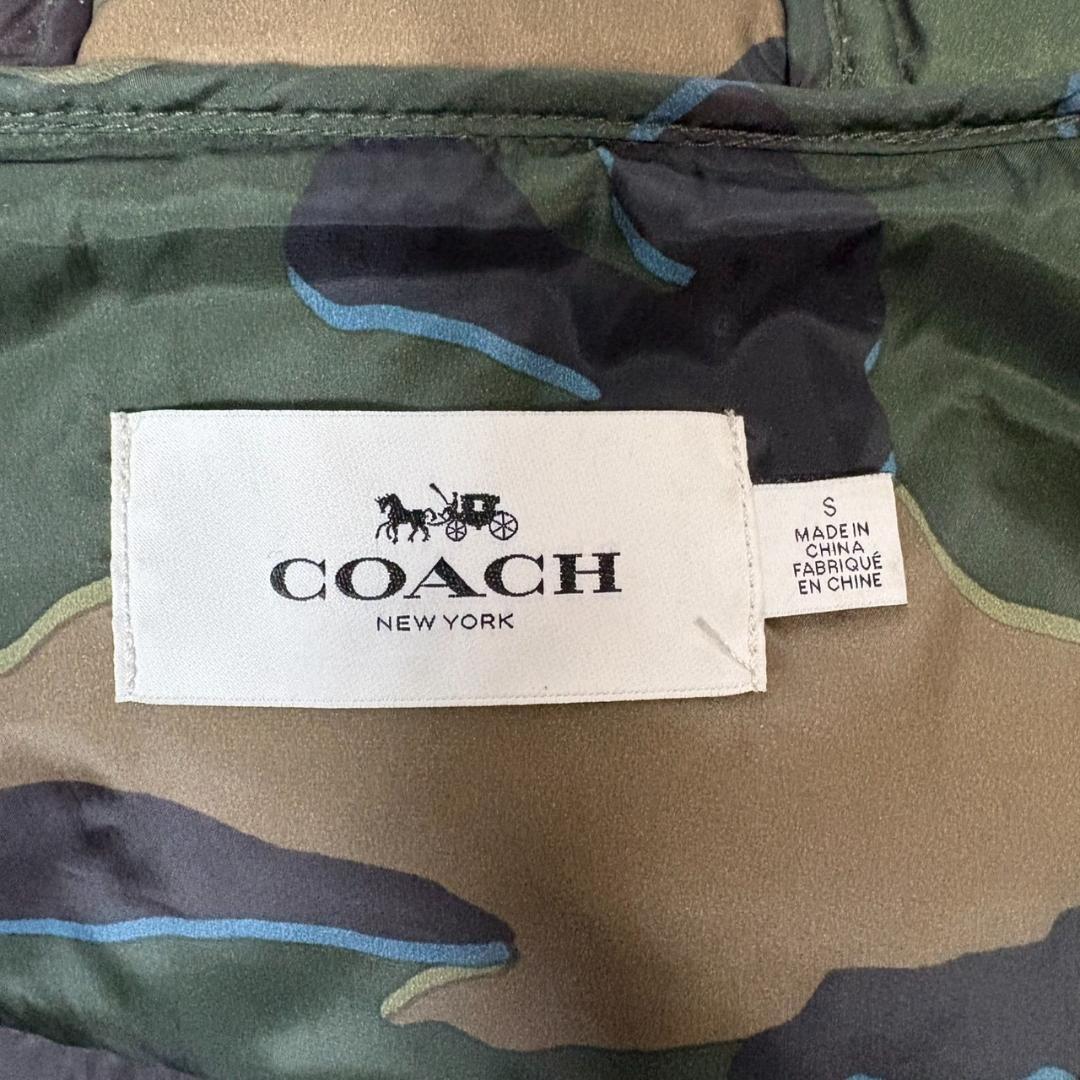 COACH
NEW YORK
S
MADE IN
CHINA
FABRIQUÉ
EN CHINE